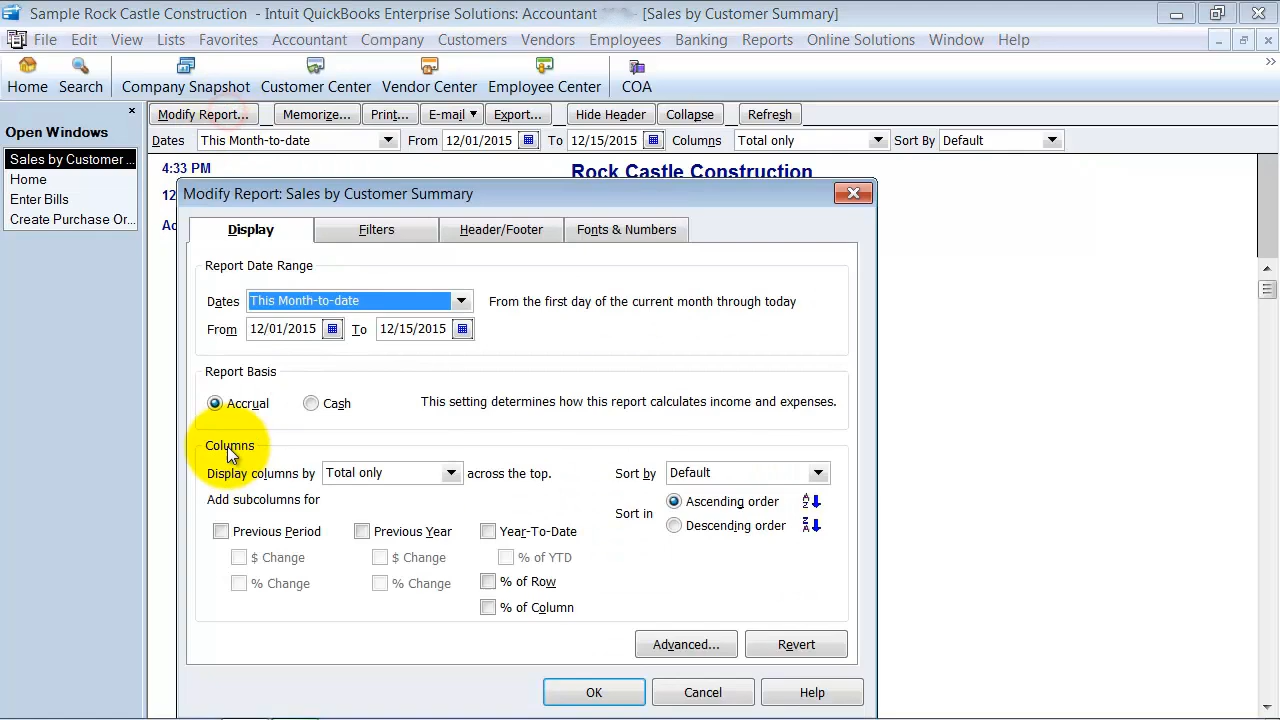 Sample Rock Castle Construction - Intuit QuickBooks Enterprise Solutions: Accountant - [Sales by Customer Summary]
File Edit View Lists Favorites Accountant Company Customers Vendors Employees Banking Reports Online Solutions Window Help
Home Search Company Snapshot Customer Center Vendor Center Employee Center COA
Open Windows
Sales by Customer ...
Home
Enter Bills
Create Purchase Or...
Modify Report... Memorize... Print... E-mail Export... Hide Header Collapse Refresh
Dates This Month-to-date From 12/01/2015 To 12/15/2015 Columns Total only Sort By Default
4:33 PM Rock Castle Construction
12
Ac
Modify Report: Sales by Customer Summary
Display Filters Header/Footer Fonts & Numbers
Report Date Range
Dates This Month-to-date From the first day of the current month through today
From 12/01/2015 To 12/15/2015
Report Basis
Accrual Cash This setting determines how this report calculates income and expenses.
Columns
Display columns by Total only across the top. Sort by Default
Add subcolumns for
Sort in Ascending order
Descending order
Previous Period Previous Year Year-To-Date
$ Change $ Change % of YTD
% Change % Change % of Row
% of Column
Advanced... Revert
OK Cancel Help